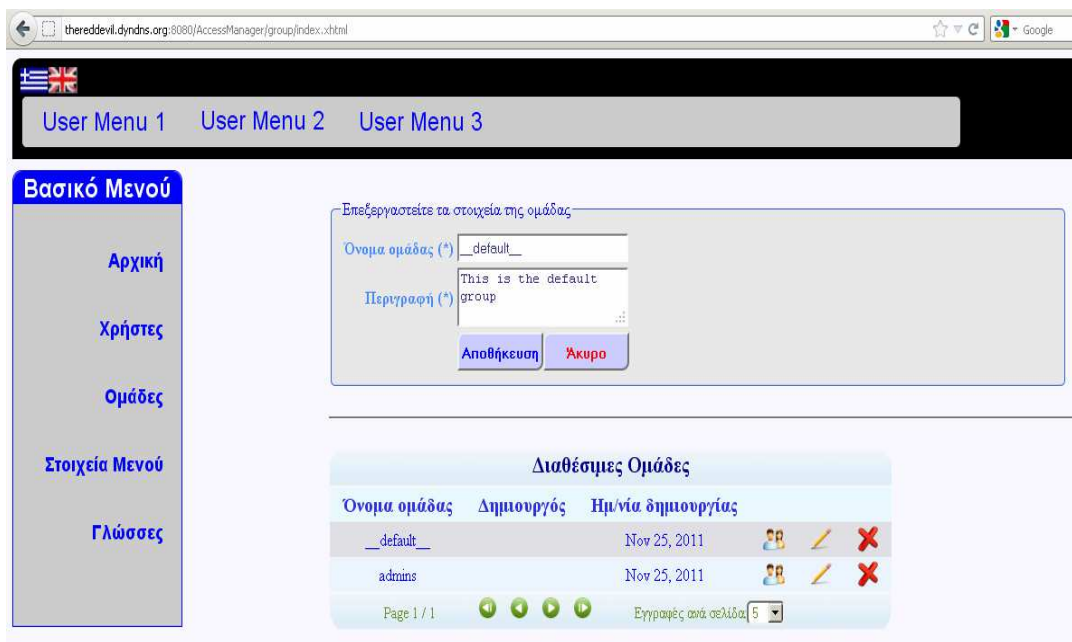 thereddevil.dyndns.org:8080/AccessManager/group/index.xhtml
Google
User Menu 1 User Menu 2 User Menu 3
Βασικό Μενού
Αρχική
Χρήστες
Ομάδες
Στοιχεία Μενού
Γλώσσες
Επεξεργαστείτε τα στοιχεία της ομάδας
Όνομα ομάδας (*) __default__
Περιγραφή (*) This is the default
group
Αποθήκευση Άκυρο
Διαθέσιμες Ομάδες
Όνομα ομάδας Δημιουργός Ημ/νία δημιουργίας
__default__ Nov 25, 2011
admins Nov 25, 2011
Page 1 / 1 Εγγραφές ανά σελίδα 5